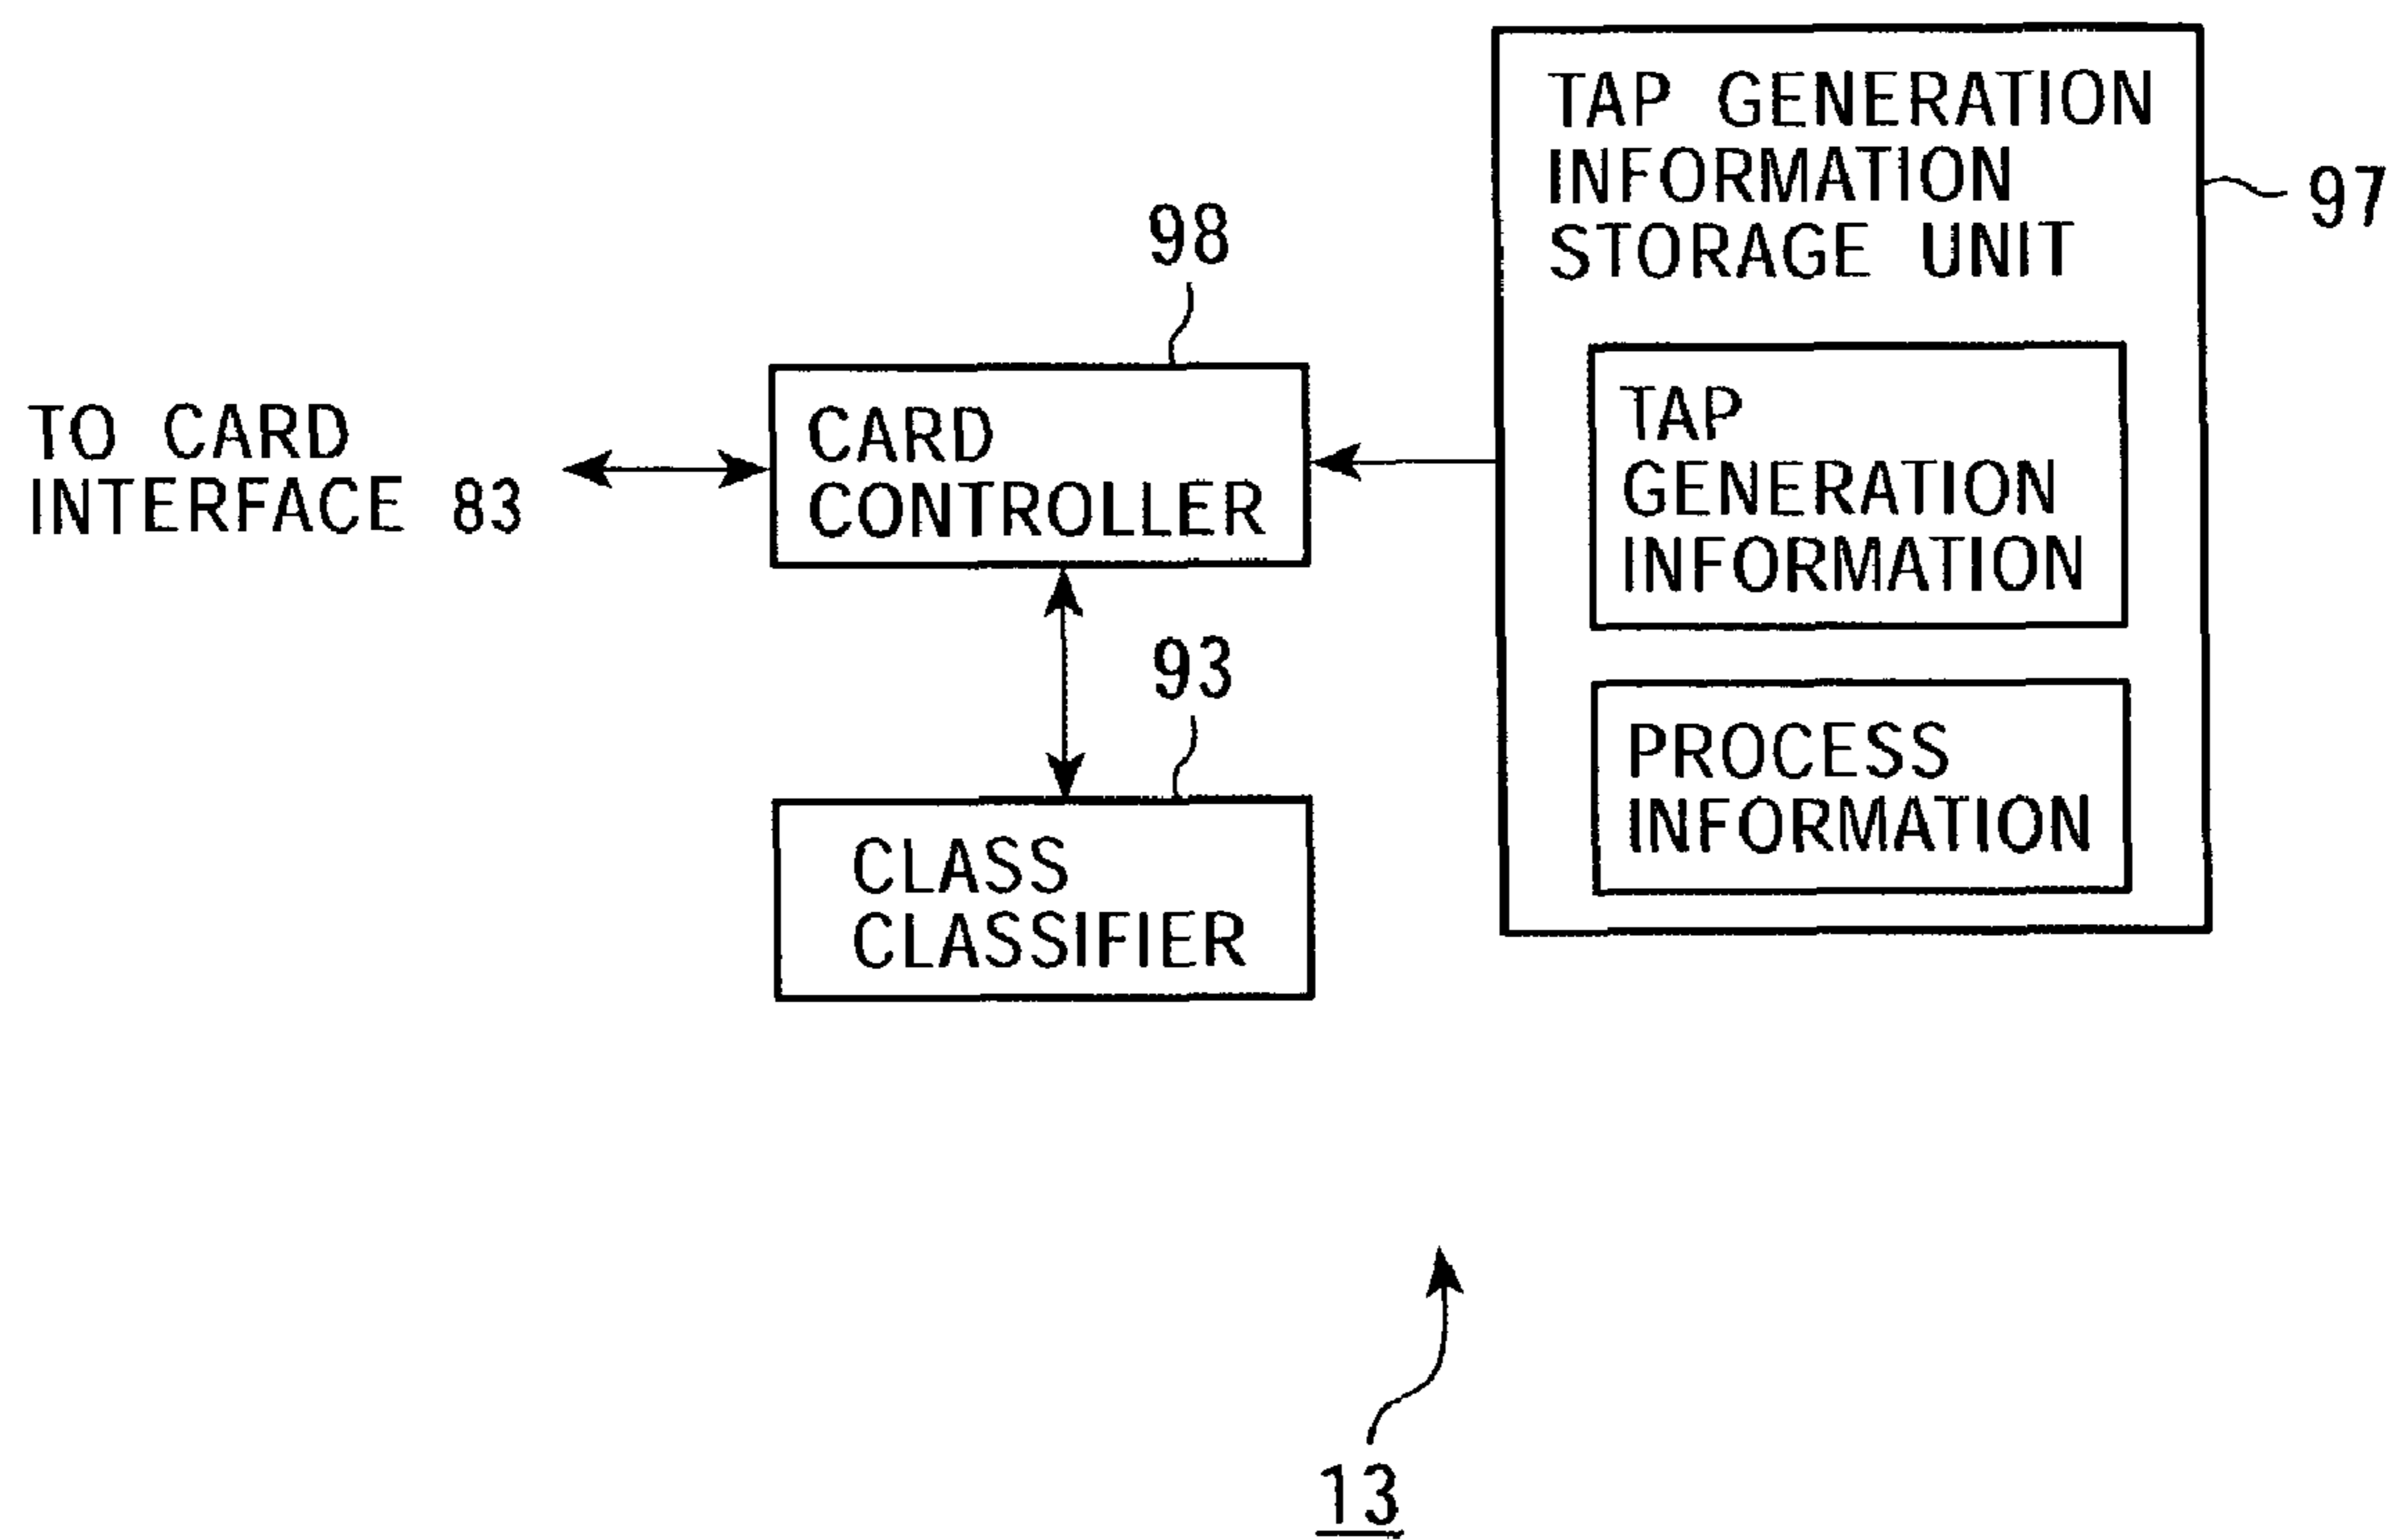 TAP GENERATION
INFORMATION
STORAGE UNIT
97
98
TO CARD
INTERFACE 83
CARD
CONTROLLER
TAP
GENERATION
INFORMATION
93
PROCESS
INFORMATION
CLASS
CLASSIFIER
13